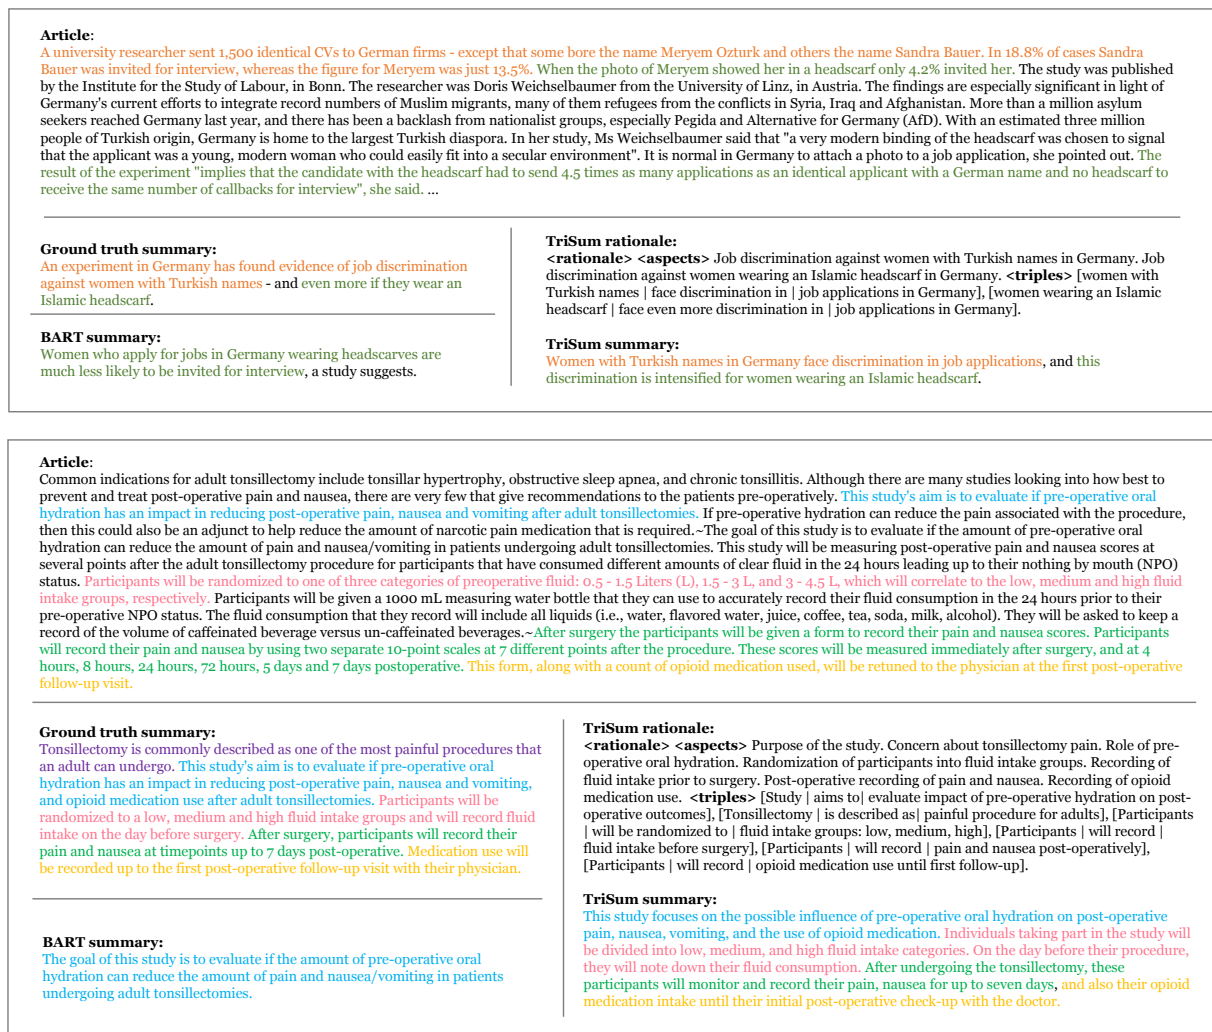 Article:
A university researcher sent 1,500 identical CVs to German firms - except that some bore the name Meryem Ozturk and others the name Sandra Bauer. In 18.8% of cases Sandra
Bauer was invited for interview, whereas the figure for Meryem was just 13.5%. When the photo of Meryem showed her in a headscarf only 4.2% invited her. The study was published
by the Institute for the Study of Labour, in Bonn. The researcher was Doris Weichselbaumer from the University of Linz, in Austria. The findings are especially significant in light of
Germany's current efforts to integrate record numbers of Muslim migrants, many of them refugees from the conflicts in Syria, Iraq and Afghanistan. More than a million asylum
seekers reached Germany last year, and there has been a backlash from nationalist groups, especially Pegida and Alternative for Germany (AfD). With an estimated three million
people of Turkish origin, Germany is home to the largest Turkish diaspora. In her study, Ms Weichselbaumer said that "a very modern binding of the headscarf was chosen to signal
that the applicant was a young, modern woman who could easily fit into a secular environment". It is normal in Germany to attach a photo to a job application, she pointed out. The
result of the experiment "implies that the candidate with the headscarf had to send 4.5 times as many applications as an identical applicant with a German name and no headscarf to
receive the same number of callbacks for interview", she said. ...
Ground truth summary:
An experiment in Germany has found evidence of job discrimination
against women with Turkish names - and even more if they wear an
Islamic headscarf.
BART summary:
Women who apply for jobs in Germany wearing headscarves are
much less likely to be invited for interview, a study suggests.
TriSum rationale:
<rationale> <aspects> Job discrimination against women with Turkish names in Germany. Job
discrimination against women wearing an Islamic headscarf in Germany. <triples> [women with
Turkish names | face discrimination in | job applications in Germany], [women wearing an Islamic
headscarf | face even more discrimination in | job applications in Germany].
TriSum summary:
Women with Turkish names in Germany face discrimination in job applications, and this
discrimination is intensified for women wearing an Islamic headscarf.
Article:
Common indications for adult tonsillectomy include tonsillar hypertrophy, obstructive sleep apnea, and chronic tonsillitis. Although there are many studies looking into how best to
prevent and treat post-operative pain and nausea, there are very few that give recommendations to the patients pre-operatively. This study's aim is to evaluate if pre-operative oral
hydration has an impact in reducing post-operative pain, nausea and vomiting after adult tonsillectomies. If pre-operative hydration can reduce the pain associated with the procedure,
then this could also be an adjunct to help reduce the amount of narcotic pain medication that is required.~The goal of this study is to evaluate if the amount of pre-operative oral
hydration can reduce the amount of pain and nausea/vomiting in patients undergoing adult tonsillectomies. This study will be measuring post-operative pain and nausea scores at
several points after the adult tonsillectomy procedure for participants that have consumed different amounts of clear fluid in the 24 hours leading up to their nothing by mouth (NPO)
status. Participants will be randomized to one of three categories of preoperative fluid: 0.5 - 1.5 Liters (L), 1.5 - 3 L, and 3 - 4.5 L, which will correlate to the low, medium and high fluid
intake groups, respectively. Participants will be given a 1000 mL measuring water bottle that they can use to accurately record their fluid consumption in the 24 hours prior to their
pre-operative NPO status. The fluid consumption that they record will include all liquids (i.e., water, flavored water, juice, coffee, tea, soda, milk, alcohol). They will be asked to keep a
record of the volume of caffeinated beverage versus un-caffeinated beverages.~After surgery the participants will be given a form to record their pain and nausea scores. Participants
will record their pain and nausea by using two separate 10-point scales at 7 different points after the procedure. These scores will be measured immediately after surgery, and at 4
hours, 8 hours, 24 hours, 72 hours, 5 days and 7 days postoperative. This form, along with a count of opioid medication used, will be retuned to the physician at the first post-operative
follow-up visit.
Ground truth summary:
Tonsillectomy is commonly described as one of the most painful procedures that
an adult can undergo. This study's aim is to evaluate if pre-operative oral
hydration has an impact in reducing post-operative pain, nausea and vomiting,
and opioid medication use after adult tonsillectomies. Participants will be
randomized to a low, medium and high fluid intake groups and will record fluid
intake on the day before surgery. After surgery, participants will record their
pain and nausea at timepoints up to 7 days post-operative. Medication use will
be recorded up to the first post-operative follow-up visit with their physician.
BART summary:
The goal of this study is to evaluate if the amount of pre-operative oral
hydration can reduce the amount of pain and nausea/vomiting in patients
undergoing adult tonsillectomies.
TriSum rationale:
<rationale> <aspects> Purpose of the study. Concern about tonsillectomy pain. Role of pre-
operative oral hydration. Randomization of participants into fluid intake groups. Recording of
fluid intake prior to surgery. Post-operative recording of pain and nausea. Recording of opioid
medication use. <triples> [Study | aims to| evaluate impact of pre-operative hydration on post-
operative outcomes], [Tonsillectomy | is described as| painful procedure for adults], [Participants
| will be randomized to | fluid intake groups: low, medium, high], [Participants | will record |
fluid intake before surgery], [Participants | will record | pain and nausea post-operatively],
[Participants | will record | opioid medication use until first follow-up].
TriSum summary:
This study focuses on the possible influence of pre-operative oral hydration on post-operative
pain, nausea, vomiting, and the use of opioid medication. Individuals taking part in the study will
be divided into low, medium, and high fluid intake categories. On the day before their procedure,
they will note down their fluid consumption. After undergoing the tonsillectomy, these
participants will monitor and record their pain, nausea for up to seven days, and also their opioid
medication intake until their initial post-operative check-up with the doctor.